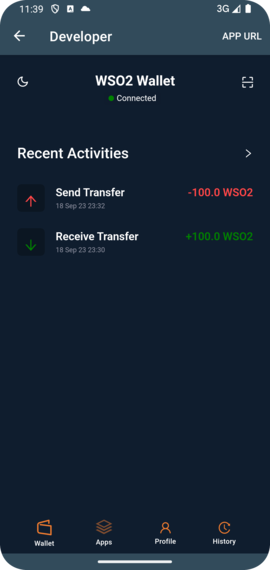 11:39 3G
Developer APP URL
WSO2 Wallet
Connected
Recent Activities
Send Transfer -100.0 WSO2
18 Sep 23 23:32
Receive Transfer +100.0 WSO2
18 Sep 23 23:30
Wallet Apps Profile History